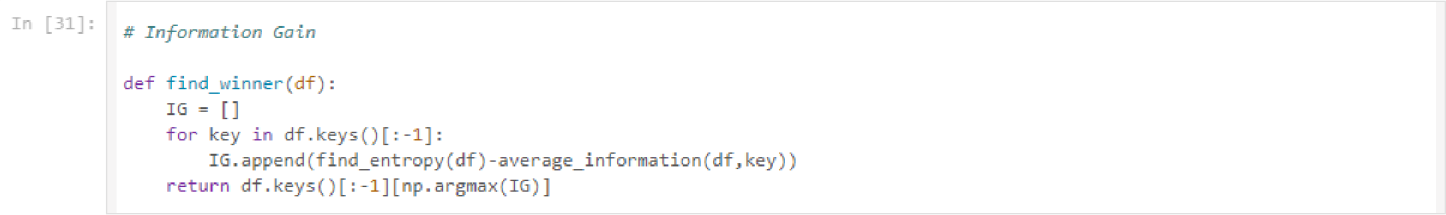 In [31]:
# Information Gain
def find_winner(df):
    IG = []
    for key in df.keys()[:-1]:
        IG.append(find_entropy(df)-average_information(df,key))
    return df.keys()[:-1][np.argmax(IG)]